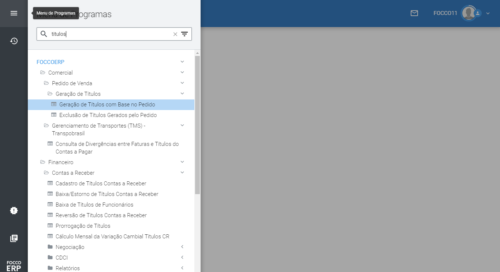 Menu de Programas
ogramas
FOCCO11
titulos
FOCCOERP
Comercial
Pedido de Venda
Geração de Títulos
Geração de Títulos com Base no Pedido
Exclusão de Títulos Gerados pelo Pedido
Gerenciamento de Transportes (TMS) -
Transpobrasil
Consulta de Divergências entre Faturas e Títulos do
Contas a Pagar
Financeiro
Contas a Receber
Cadastro de Títulos Contas a Receber
Baixa/Estorno de Títulos Contas a Receber
Baixa de Títulos de Funcionários
Reversão de Títulos Contas a Receber
Prorrogação de Títulos
Cálculo Mensal da Variação Cambial Títulos CR
Negociação
CDCI
Relatórios
FOCCO
ERP